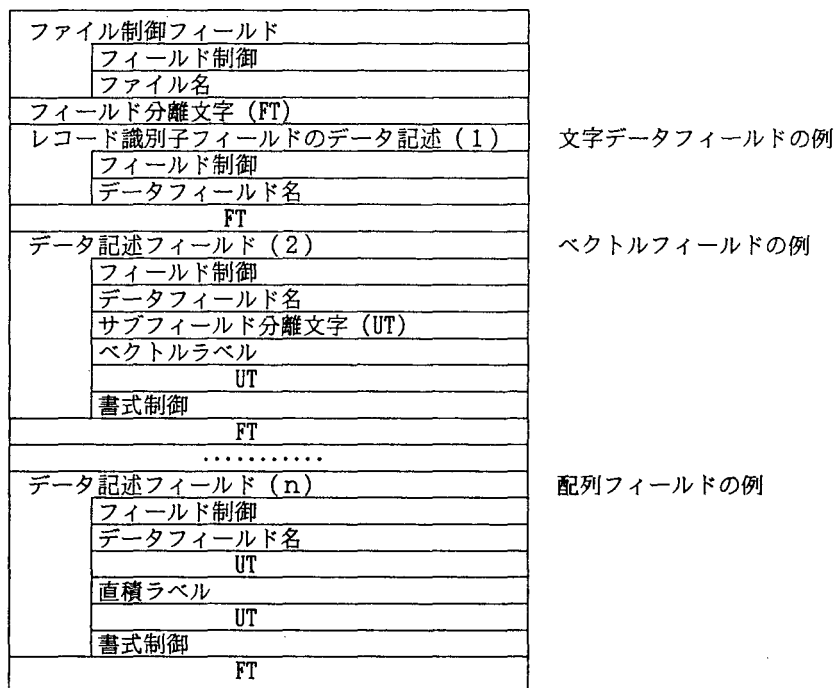 ファイル制御フィールド
フィールド制御
ファイル名
フィールド分離文字 (FT)
レコード識別子フィールドのデータ記述(1) 文字データフィールドの例
フィールド制御
データフィールド名
FT
データ記述フィールド(2) ベクトルフィールドの例
フィールド制御
データフィールド名
サブフィールド分離文字 (UT)
ベクトルラベル
UT
書式制御
FT
...........
データ記述フィールド(n) 配列フィールドの例
フィールド制御
データフィールド名
UT
直積ラベル
UT
書式制御
FT